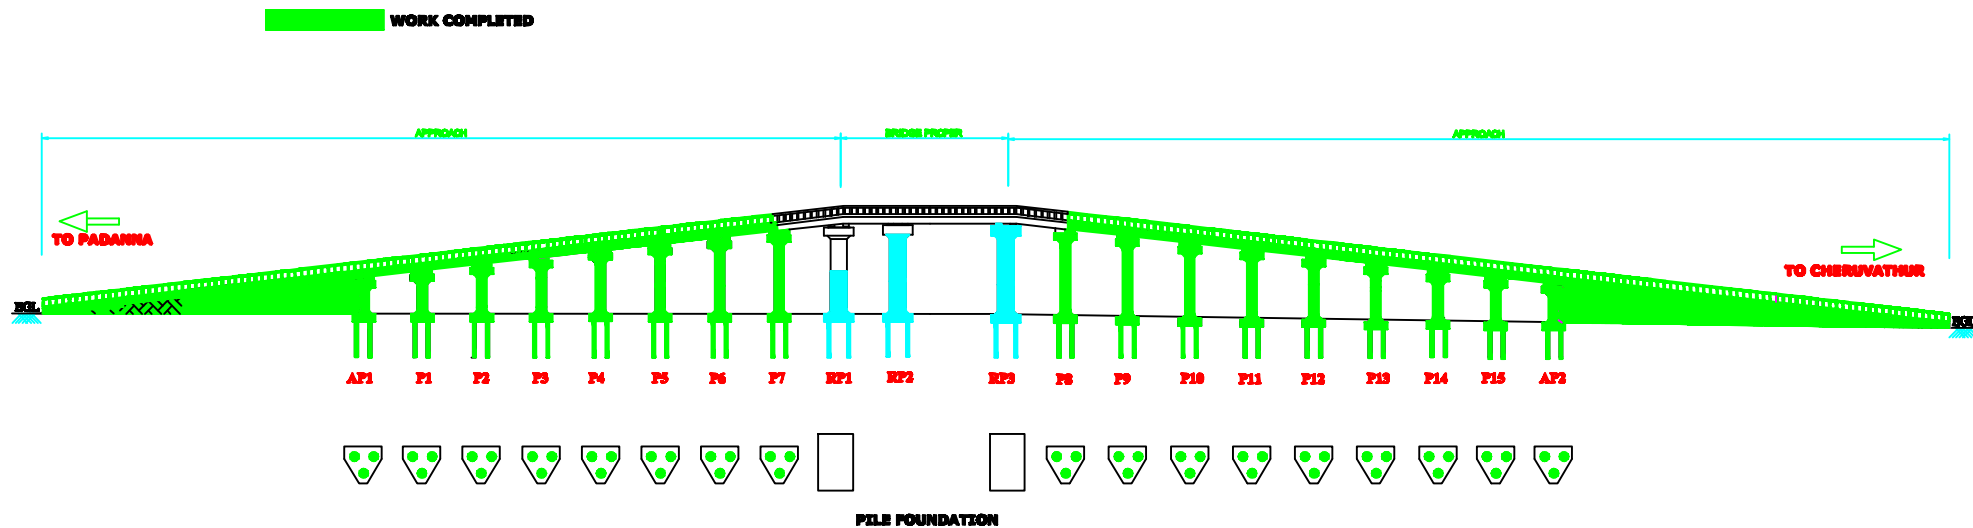 WORK COMPLETED
APPROACH BRIDGE PROPER APPROACH
TO PADANNA
TO CHERUVATHUR
EGL
EGL
AP1 P1 P2 P3 P4 P5 P6 P7 RP1 RP2 RP3 P8 P9 P10 P11 P12 P13 P14 P15 AP2
PILE FOUNDATION